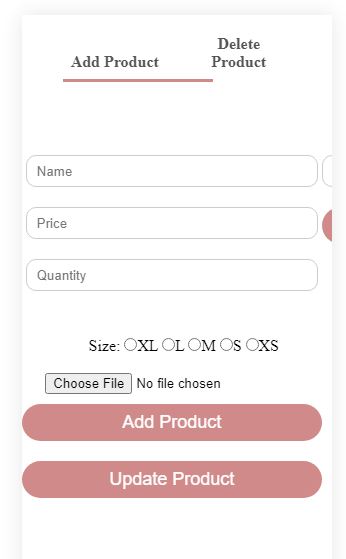 Add Product
Delete
Product
Name
Price
Quantity
Size: XL L M S XS
Choose File No file chosen
Add Product
Update Product